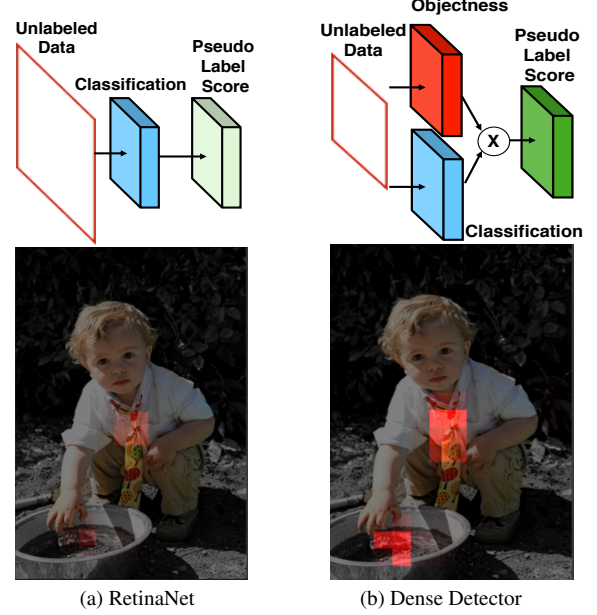 Unlabeled
Data
Classification
Pseudo
Label
Score
Objectness
Unlabeled
Data
X
Classification
Pseudo
Label
Score
(a) RetinaNet
(b) Dense Detector